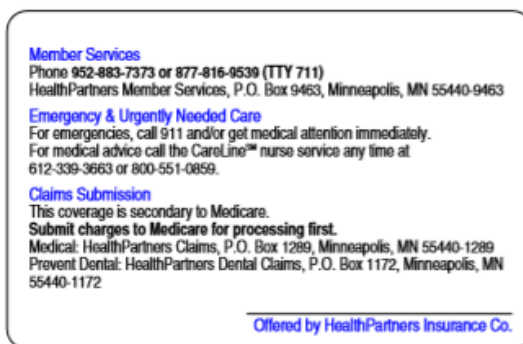 Member Services
Phone 952-883-7373 or 877-816-9539 (TTY 711)
HealthPartners Member Services, P.O. Box 9463, Minneapolis, MN 55440-9463
Emergency & Urgently Needed Care
For emergencies, call 911 and/or get medical attention immediately.
For medical advice call the CareLine℠ nurse service any time at
612-339-3663 or 800-551-0859.
Claims Submission
This coverage is secondary to Medicare.
Submit charges to Medicare for processing first.
Medical: HealthPartners Claims, P.O. Box 1289, Minneapolis, MN 55440-1289
Prevent Dental: HealthPartners Dental Claims, P.O. Box 1172, Minneapolis, MN
55440-1172
Offered by HealthPartners Insurance Co.